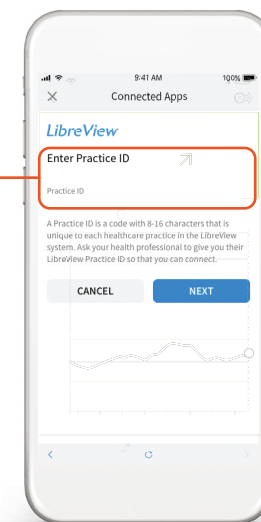 9:41 AM
100%
Connected Apps
LibreView
Enter Practice ID
Practice ID
A Practice ID is a code with 8-16 characters that is
unique to each healthcare practice in the LibreView
system. Ask your health professional to give you their
LibreView Practice ID so that you can connect.
CANCEL
NEXT